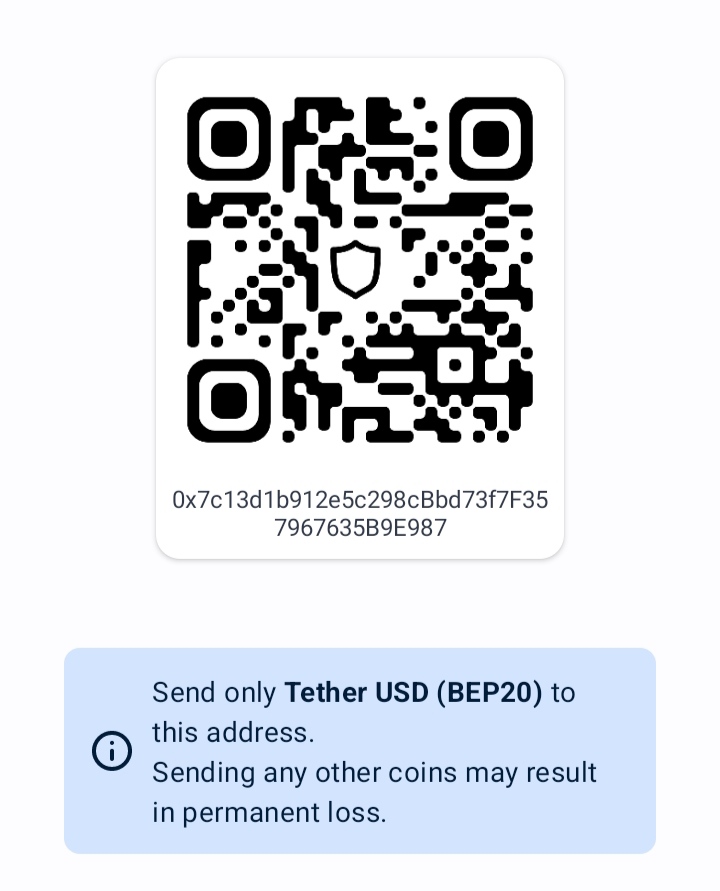 0x7c13d1b912e5c298cBbd73f7F35
7967635B9E987
Send only Tether USD (BEP20) to
this address.
Sending any other coins may result
in permanent loss.